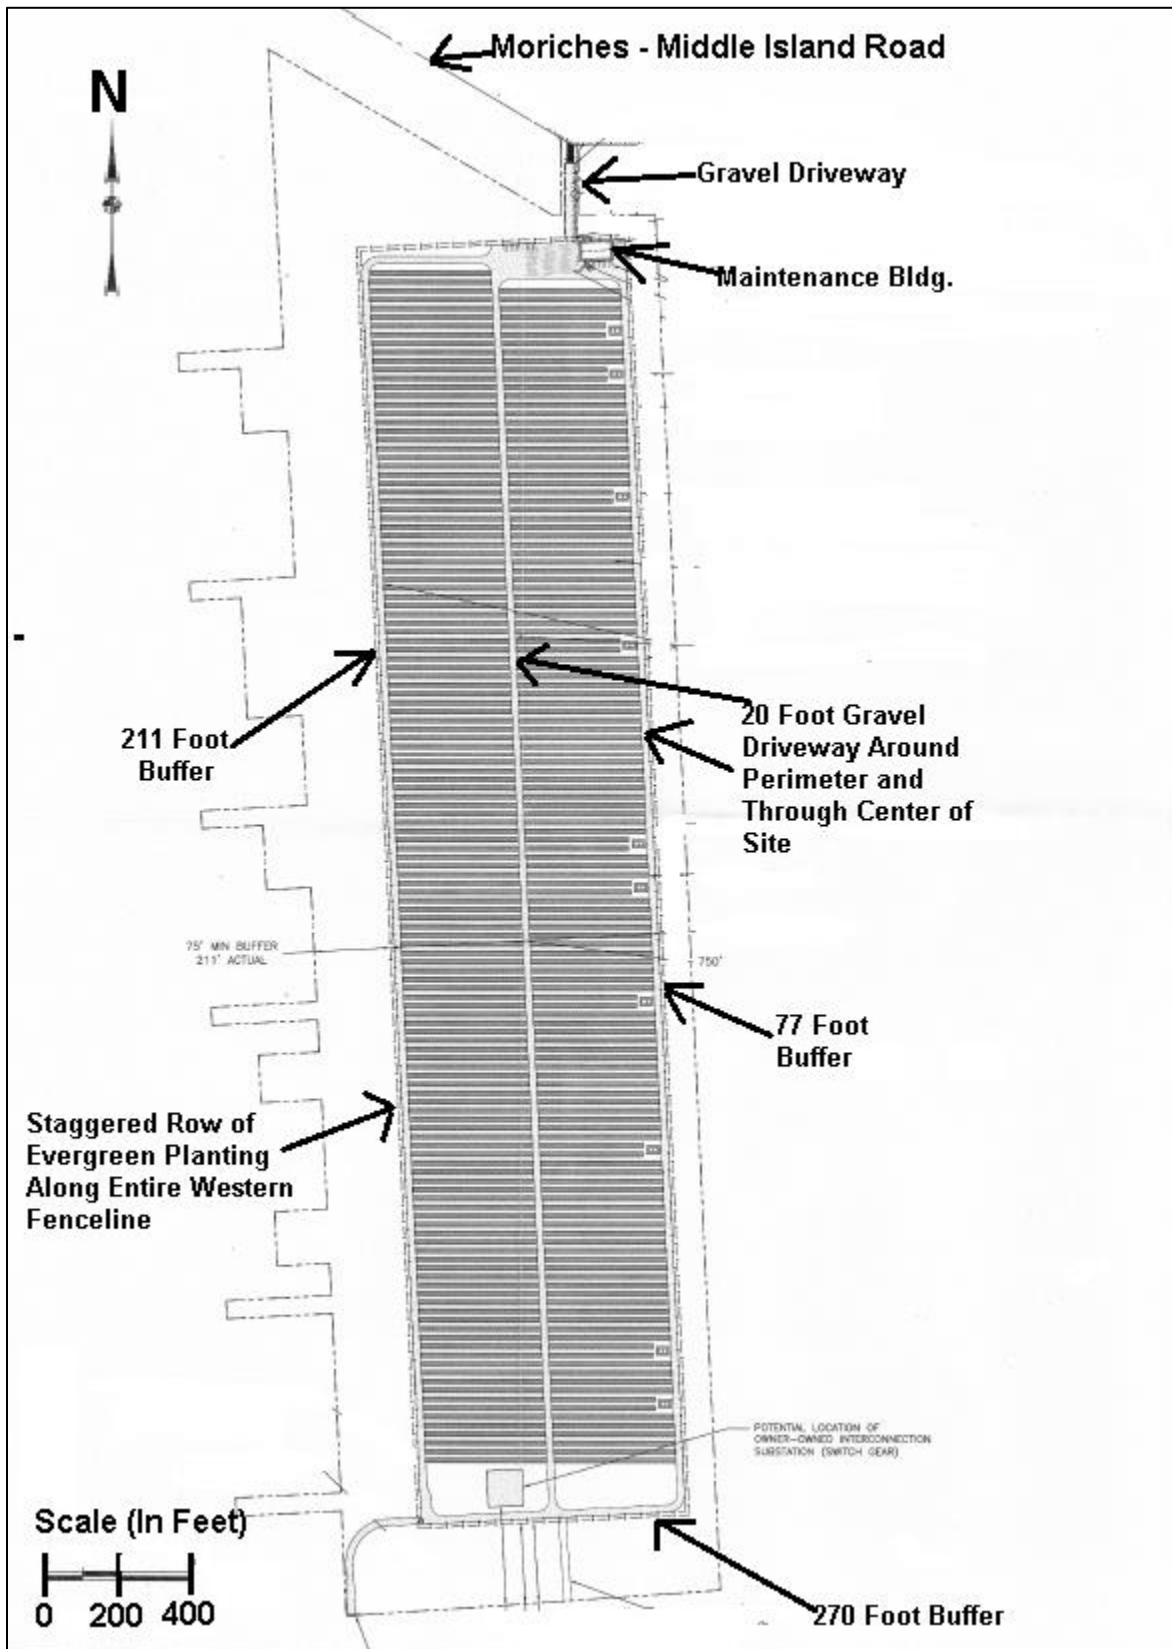 Moriches - Middle Island Road
N
Gravel Driveway
Maintenance Bldg.
211 Foot
Buffer
20 Foot Gravel
Driveway Around
Perimeter and
Through Center of
Site
75' MIN BUFFER
211' ACTUAL
750'
77 Foot
Buffer
Staggered Row of
Evergreen Planting
Along Entire Western
Fenceline
POTENTIAL LOCATION OF
OWNER-OWNED INTERCONNECTION
SUBSTATION (SWITCH GEAR)
Scale (In Feet)
0 200 400
270 Foot Buffer